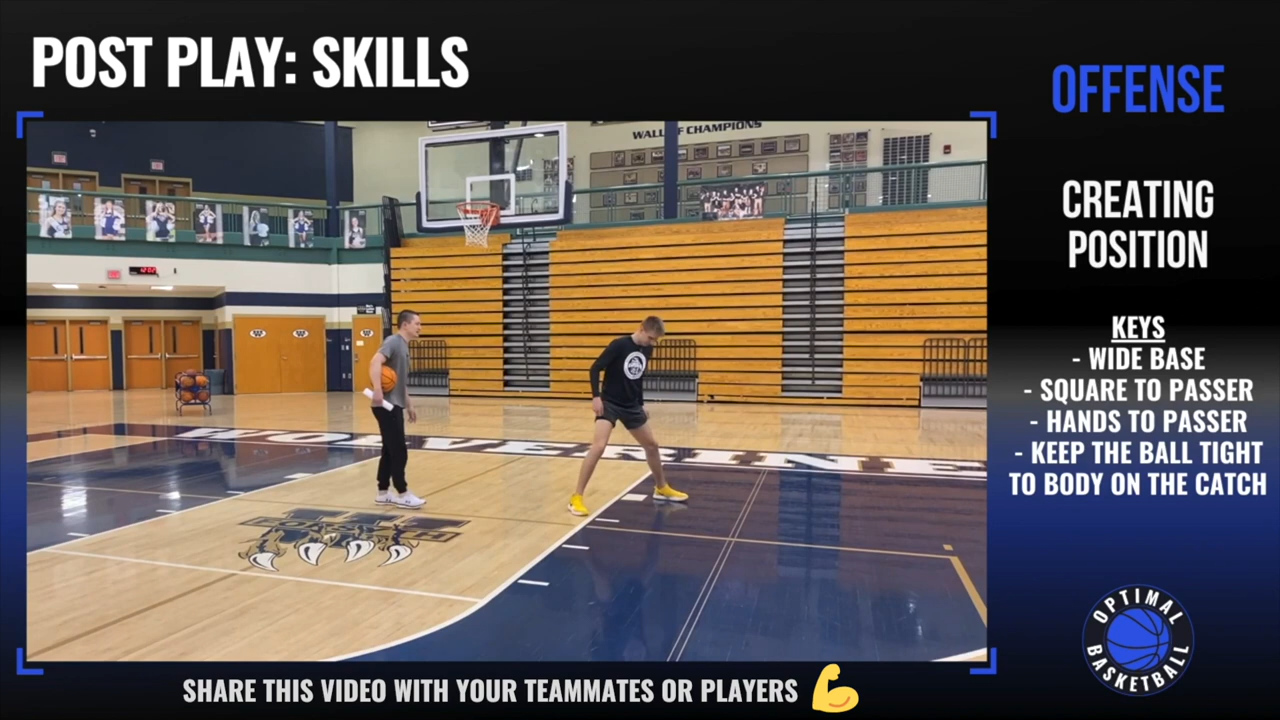 POST PLAY: SKILLS
OFFENSE
CREATING
POSITION
KEYS
- WIDE BASE
- SQUARE TO PASSER
- HANDS TO PASSER
- KEEP THE BALL TIGHT
TO BODY ON THE CATCH
WALL OF CHAMPIONS
WOLVERINE
OPTIMAL
BASKETBALL
SHARE THIS VIDEO WITH YOUR TEAMMATES OR PLAYERS